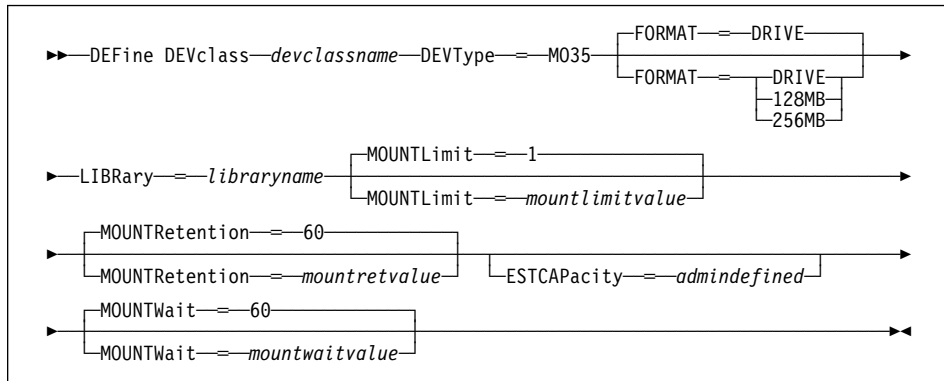 FORMAT = DRIVE
DEFine DEVclass devclassname DEVType = MO35
FORMAT = DRIVE
128MB
256MB
MOUNTLimit = 1
LIBRary = libraryname
MOUNTLimit = mountlimitvalue
MOUNTRetention = 60
MOUNTRetention = mountretvalue
ESTCAPacity = admindefined
MOUNTWait = 60
MOUNTWait = mountwaitvalue